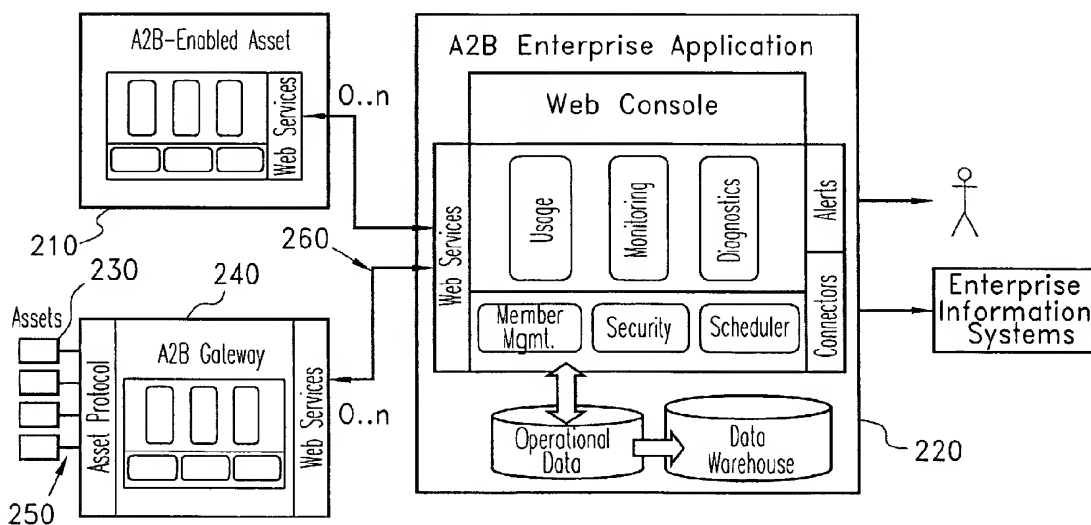 A2B-Enabled Asset
Web Services
0..n
210
260
230
240
Assets
Asset Protocol
A2B Gateway
Web Services
0..n
250
A2B Enterprise Application
Web Console
Web Services
Usage
Monitoring
Diagnostics
Alerts
Member
Mgmt.
Security
Scheduler
Connectors
Operational
Data
Data
Warehouse
Enterprise
Information
Systems
220